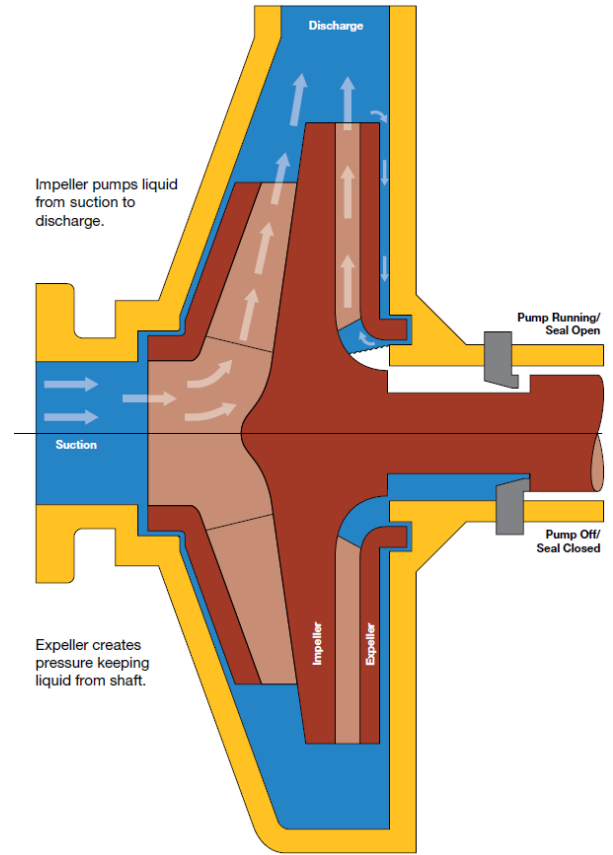 Discharge
Impeller pumps liquid
from suction to
discharge.
Pump Running/
Seal Open
Suction
Pump Off/
Seal Closed
Impeller
Expeller
Expeller creates
pressure keeping
liquid from shaft.